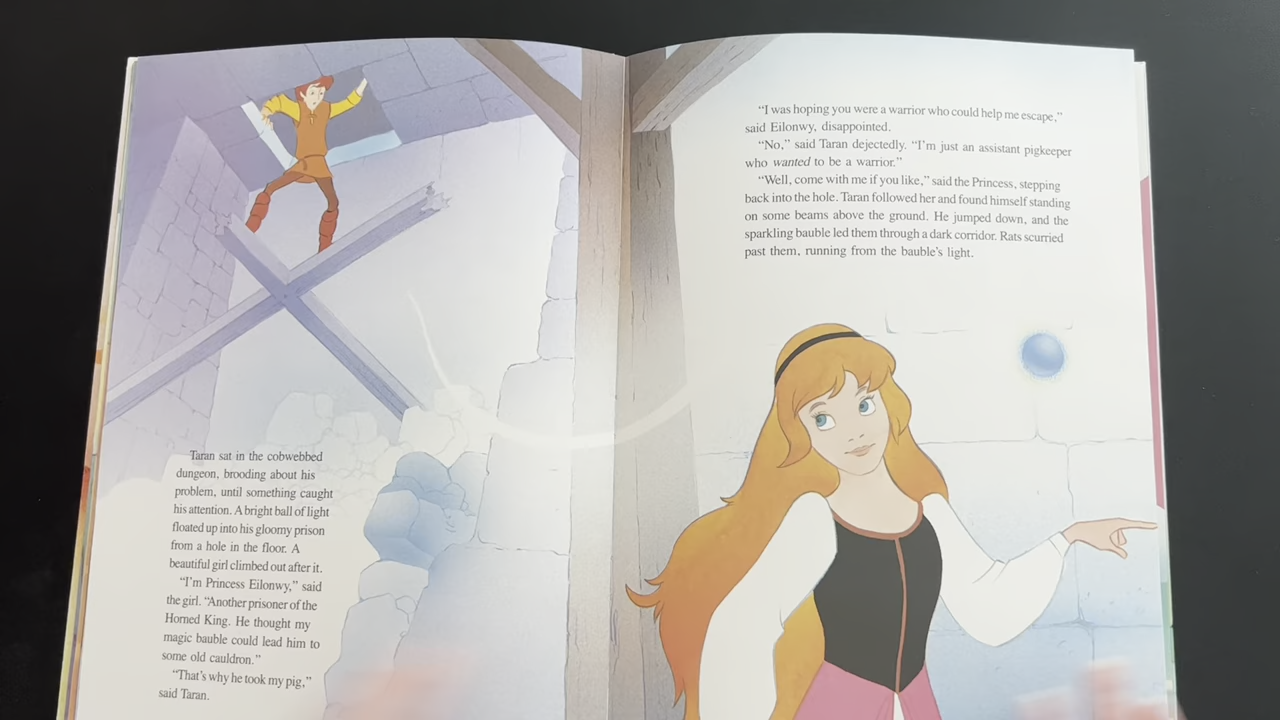 Taran sat in the cobwebbed
dungeon, brooding about his
problem, until something caught
his attention. A bright ball of light
floated up into his gloomy prison
from a hole in the floor. A
beautiful girl climbed out after it.
“I'm Princess Eilonwy,” said
the girl. “Another prisoner of the
Horned King. He thought my
magic bauble could lead him to
some old cauldron.”
“That's why he took my pig,”
said Taran.
“I was hoping you were a warrior who could help me escape,”
said Eilonwy, disappointed.
“No,” said Taran dejectedly. “I'm just an assistant pigkeeper
who wanted to be a warrior.”
“Well, come with me if you like,” said the Princess, stepping
back into the hole. Taran followed her and found himself standing
on some beams above the ground. He jumped down, and the
sparkling bauble led them through a dark corridor. Rats scurried
past them, running from the bauble's light.